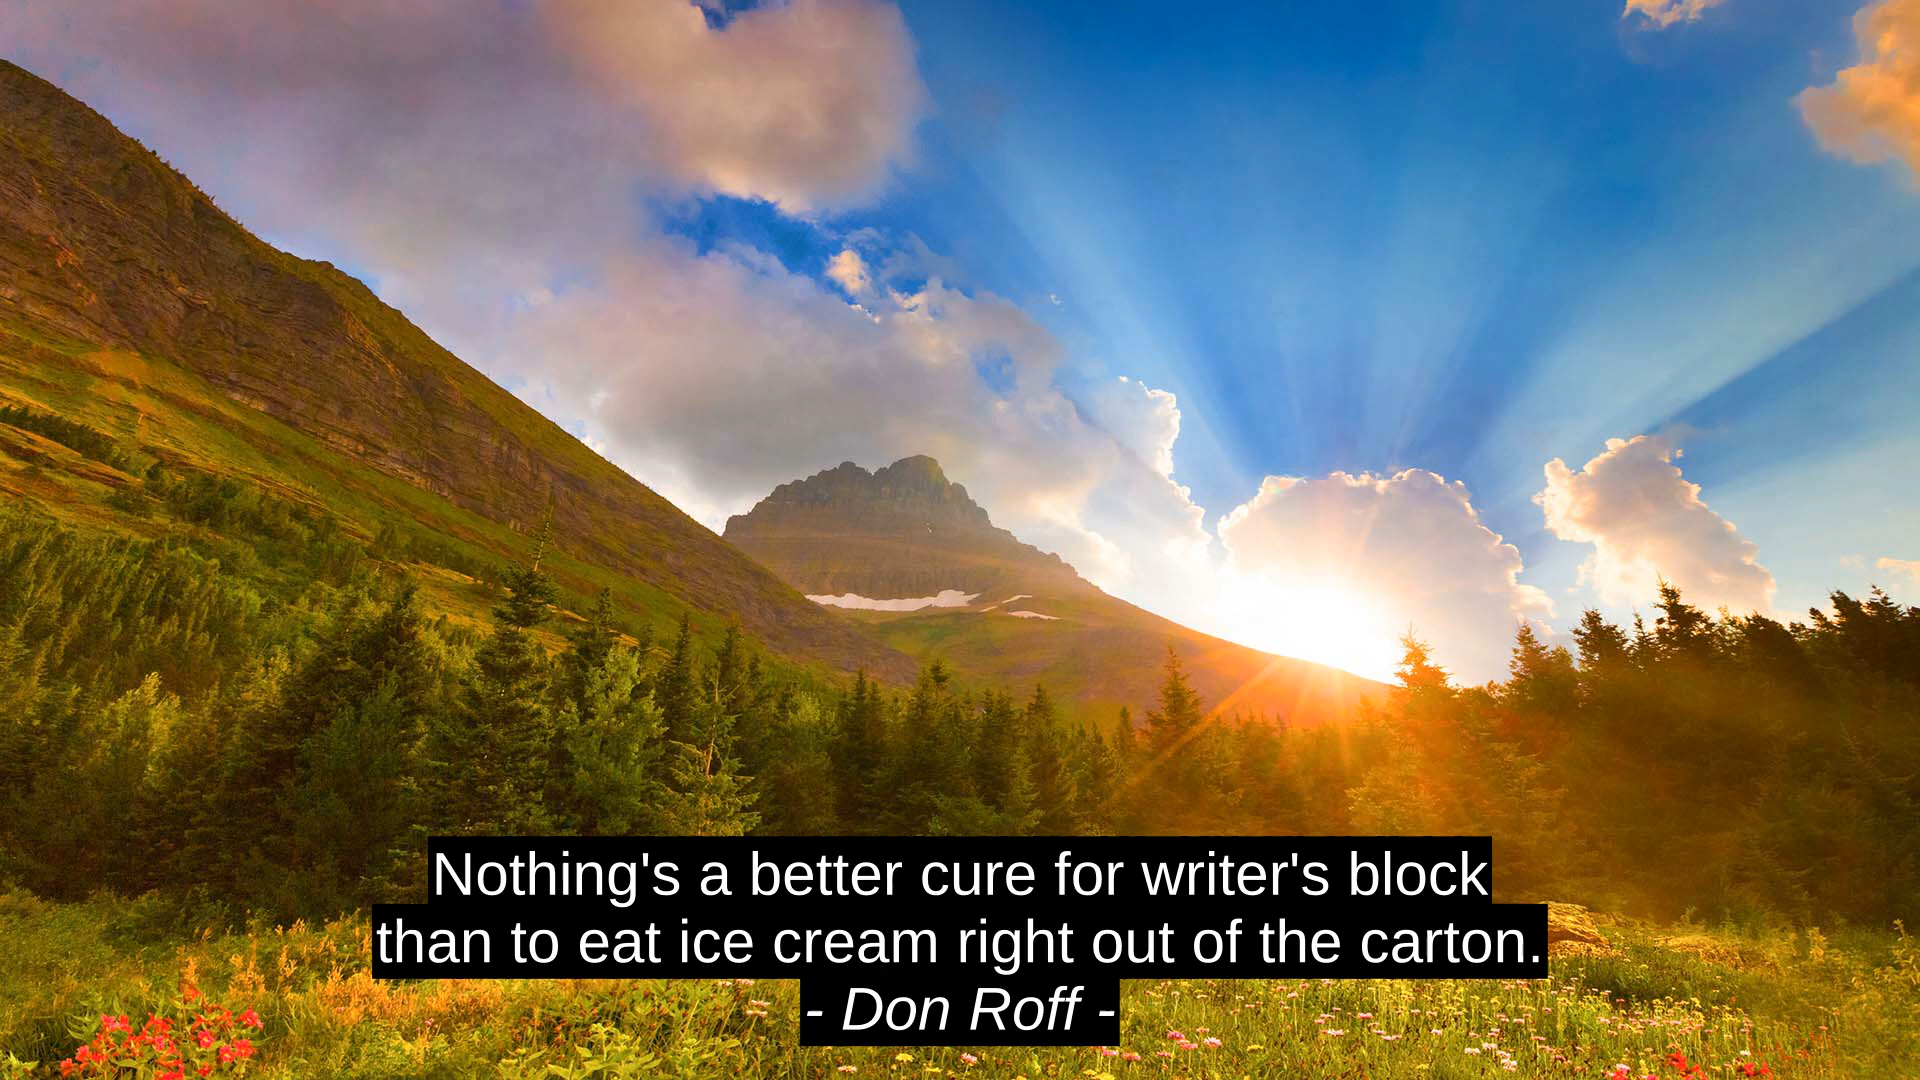 Nothing's a better cure for writer's block
than to eat ice cream right out of the carton.
- Don Roff -